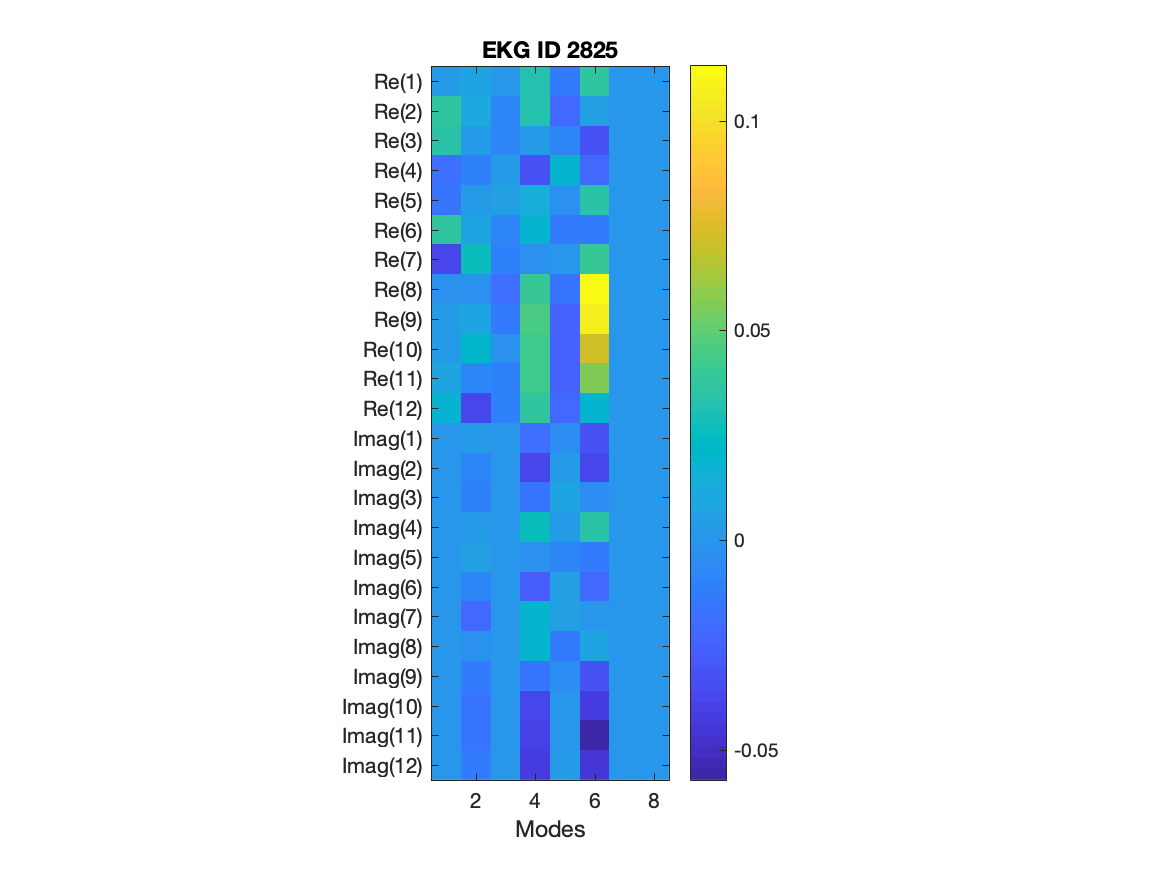 EKG ID 2825
Re(1)
Re(2)
Re(3)
Re(4)
Re(5)
Re(6)
Re(7)
Re(8)
Re(9)
Re(10)
Re(11)
Re(12)
Imag(1)
Imag(2)
Imag(3)
Imag(4)
Imag(5)
Imag(6)
Imag(7)
Imag(8)
Imag(9)
Imag(10)
Imag(11)
Imag(12)
2 4 6 8
Modes
0.1
0.05
0
-0.05